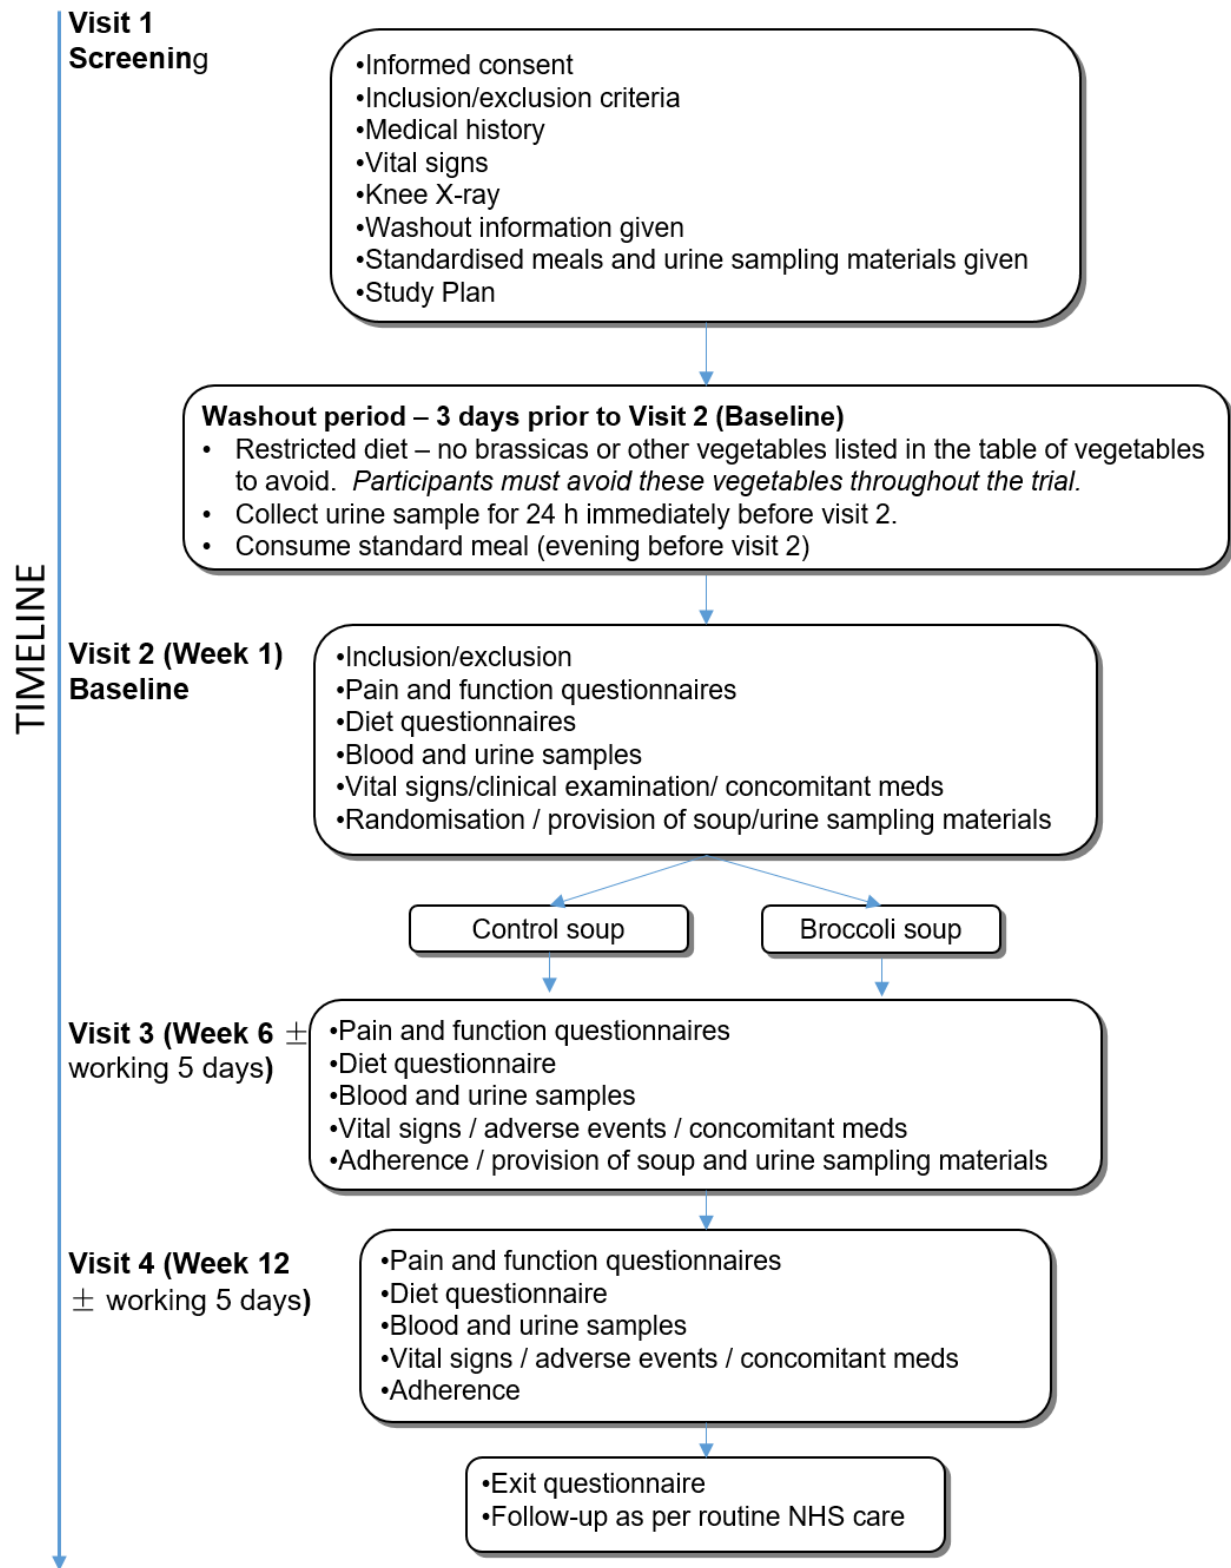 Visit 1
Screening
•Informed consent
•Inclusion/exclusion criteria
•Medical history
•Vital signs
•Knee X-ray
•Washout information given
•Standardised meals and urine sampling materials given
•Study Plan
Washout period – 3 days prior to Visit 2 (Baseline)
• Restricted diet – no brassicas or other vegetables listed in the table of vegetables
to avoid. Participants must avoid these vegetables throughout the trial.
• Collect urine sample for 24 h immediately before visit 2.
• Consume standard meal (evening before visit 2)
TIMELINE
Visit 2 (Week 1)
Baseline
•Inclusion/exclusion
•Pain and function questionnaires
•Diet questionnaires
•Blood and urine samples
•Vital signs/clinical examination/ concomitant meds
•Randomisation / provision of soup/urine sampling materials
Control soup
Broccoli soup
Visit 3 (Week 6 ±
working 5 days)
•Pain and function questionnaires
•Diet questionnaire
•Blood and urine samples
•Vital signs / adverse events / concomitant meds
•Adherence / provision of soup and urine sampling materials
Visit 4 (Week 12
± working 5 days)
•Pain and function questionnaires
•Diet questionnaire
•Blood and urine samples
•Vital signs / adverse events / concomitant meds
•Adherence
•Exit questionnaire
•Follow-up as per routine NHS care